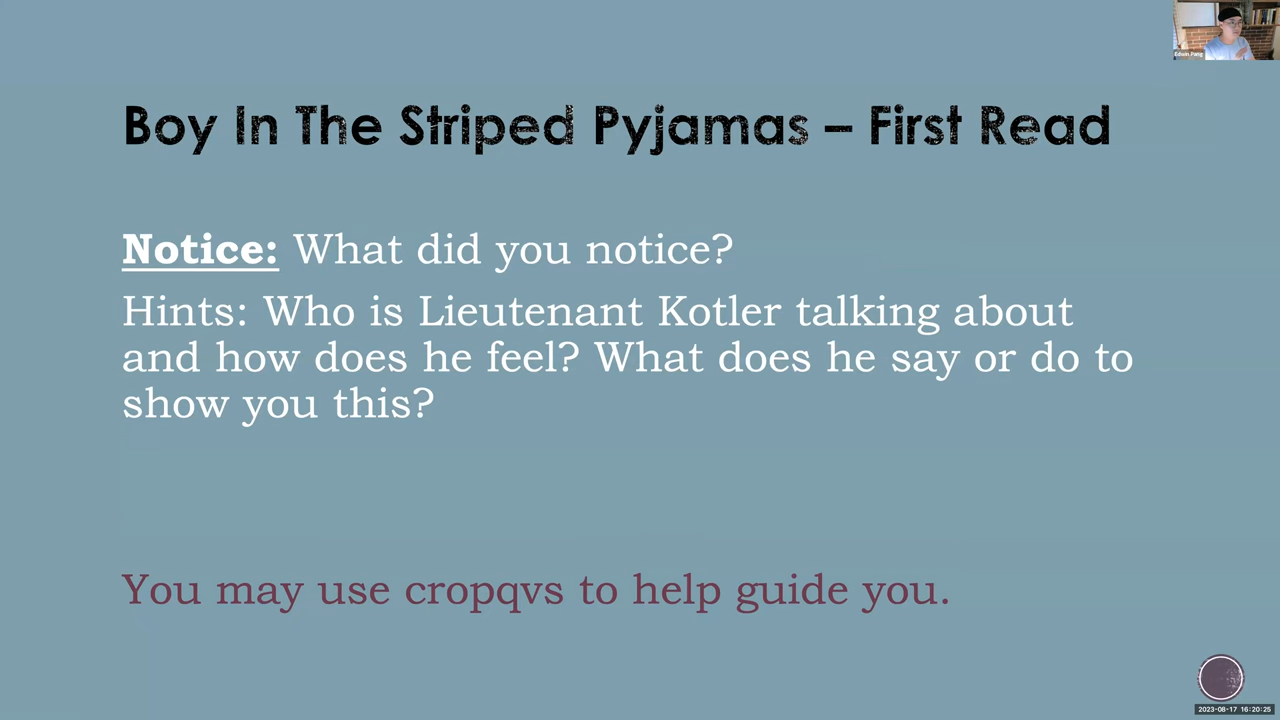 Edwin Pang
Boy In The Striped Pyjamas – First Read
Notice: What did you notice?
Hints: Who is Lieutenant Kotler talking about
and how does he feel? What does he say or do to
show you this?
You may use cropqvs to help guide you.
2023-08-17 16:20:25